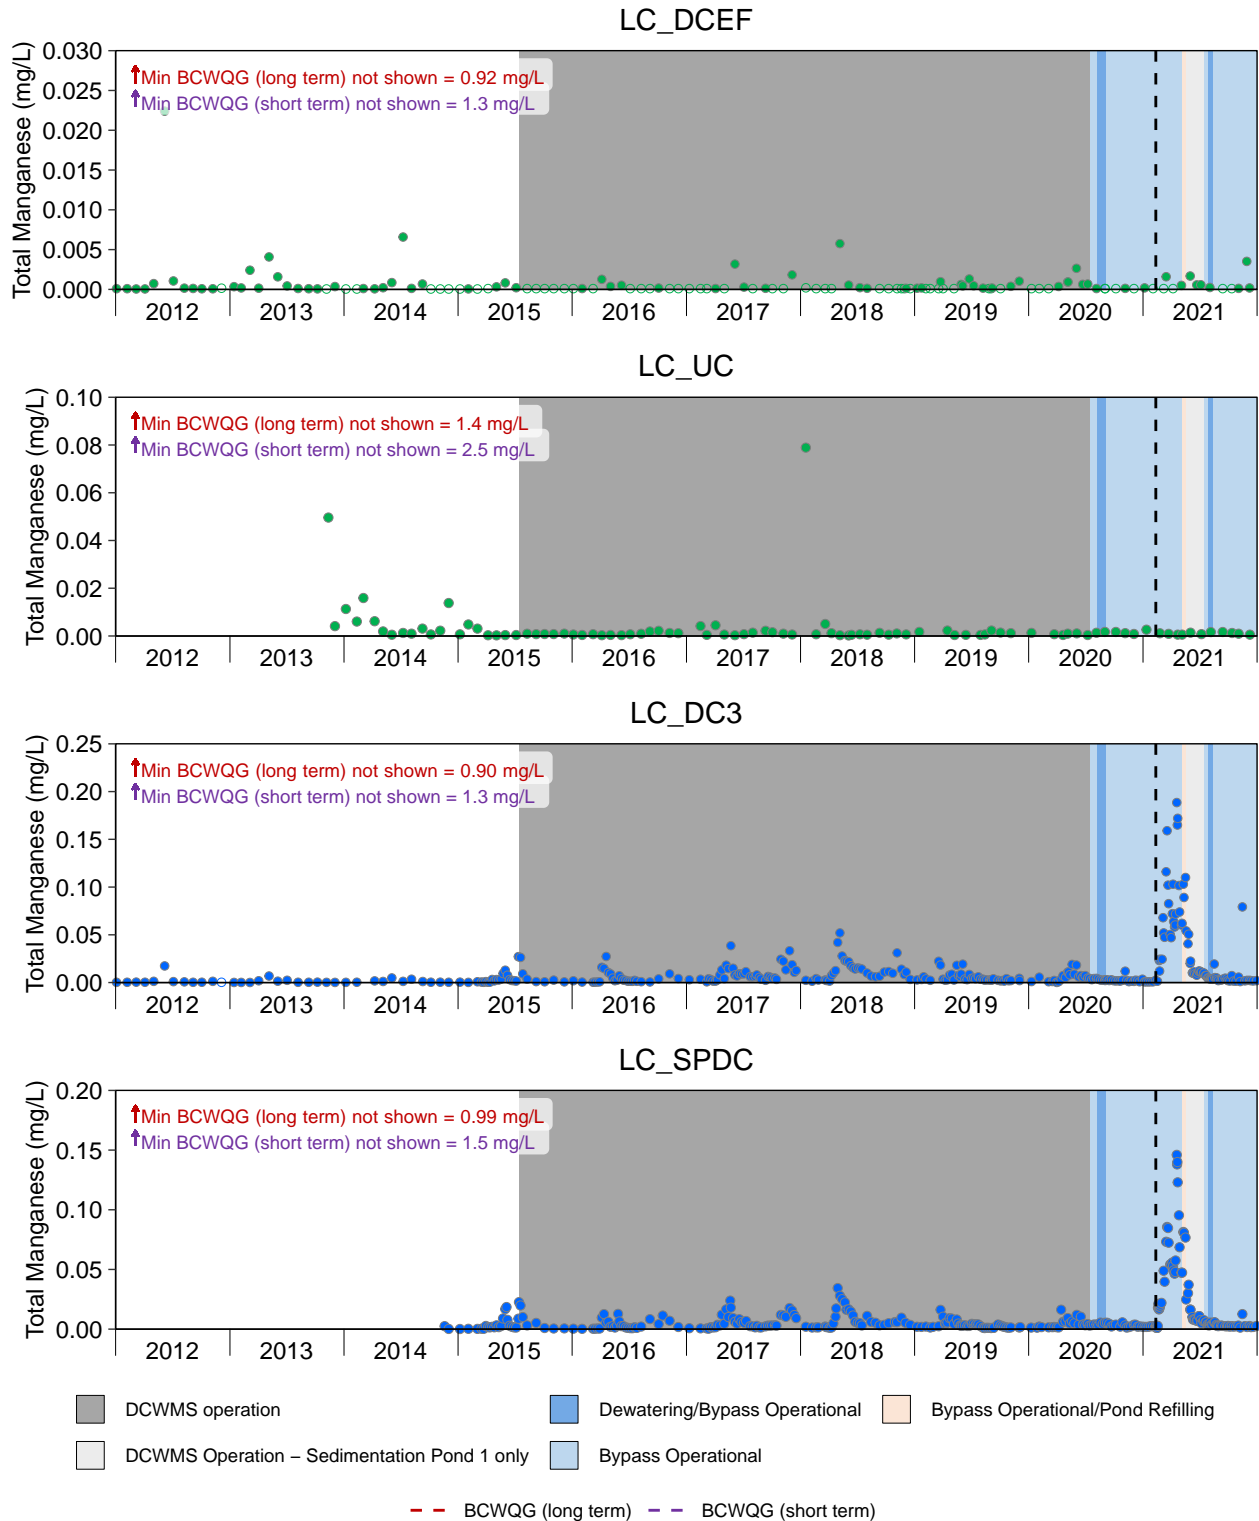 LC_DCEF
Total Manganese (mg/L)
0.030
0.025
0.020
0.015
0.010
0.005
0.000
Min BCWQG (long term) not shown = 0.92 mg/L
Min BCWQG (short term) not shown = 1.3 mg/L
2012 2013 2014 2015 2016 2017 2018 2019 2020 2021
LC_UC
Total Manganese (mg/L)
0.10
0.08
0.06
0.04
0.02
0.00
Min BCWQG (long term) not shown = 1.4 mg/L
Min BCWQG (short term) not shown = 2.5 mg/L
2012 2013 2014 2015 2016 2017 2018 2019 2020 2021
LC_DC3
Total Manganese (mg/L)
0.25
0.20
0.15
0.10
0.05
0.00
Min BCWQG (long term) not shown = 0.90 mg/L
Min BCWQG (short term) not shown = 1.3 mg/L
2012 2013 2014 2015 2016 2017 2018 2019 2020 2021
LC_SPDC
Total Manganese (mg/L)
0.20
0.15
0.10
0.05
0.00
Min BCWQG (long term) not shown = 0.99 mg/L
Min BCWQG (short term) not shown = 1.5 mg/L
2012 2013 2014 2015 2016 2017 2018 2019 2020 2021
DCWMS operation
Dewatering/Bypass Operational
Bypass Operational/Pond Refilling
DCWMS Operation − Sedimentation Pond 1 only
Bypass Operational
BCWQG (long term)
BCWQG (short term)